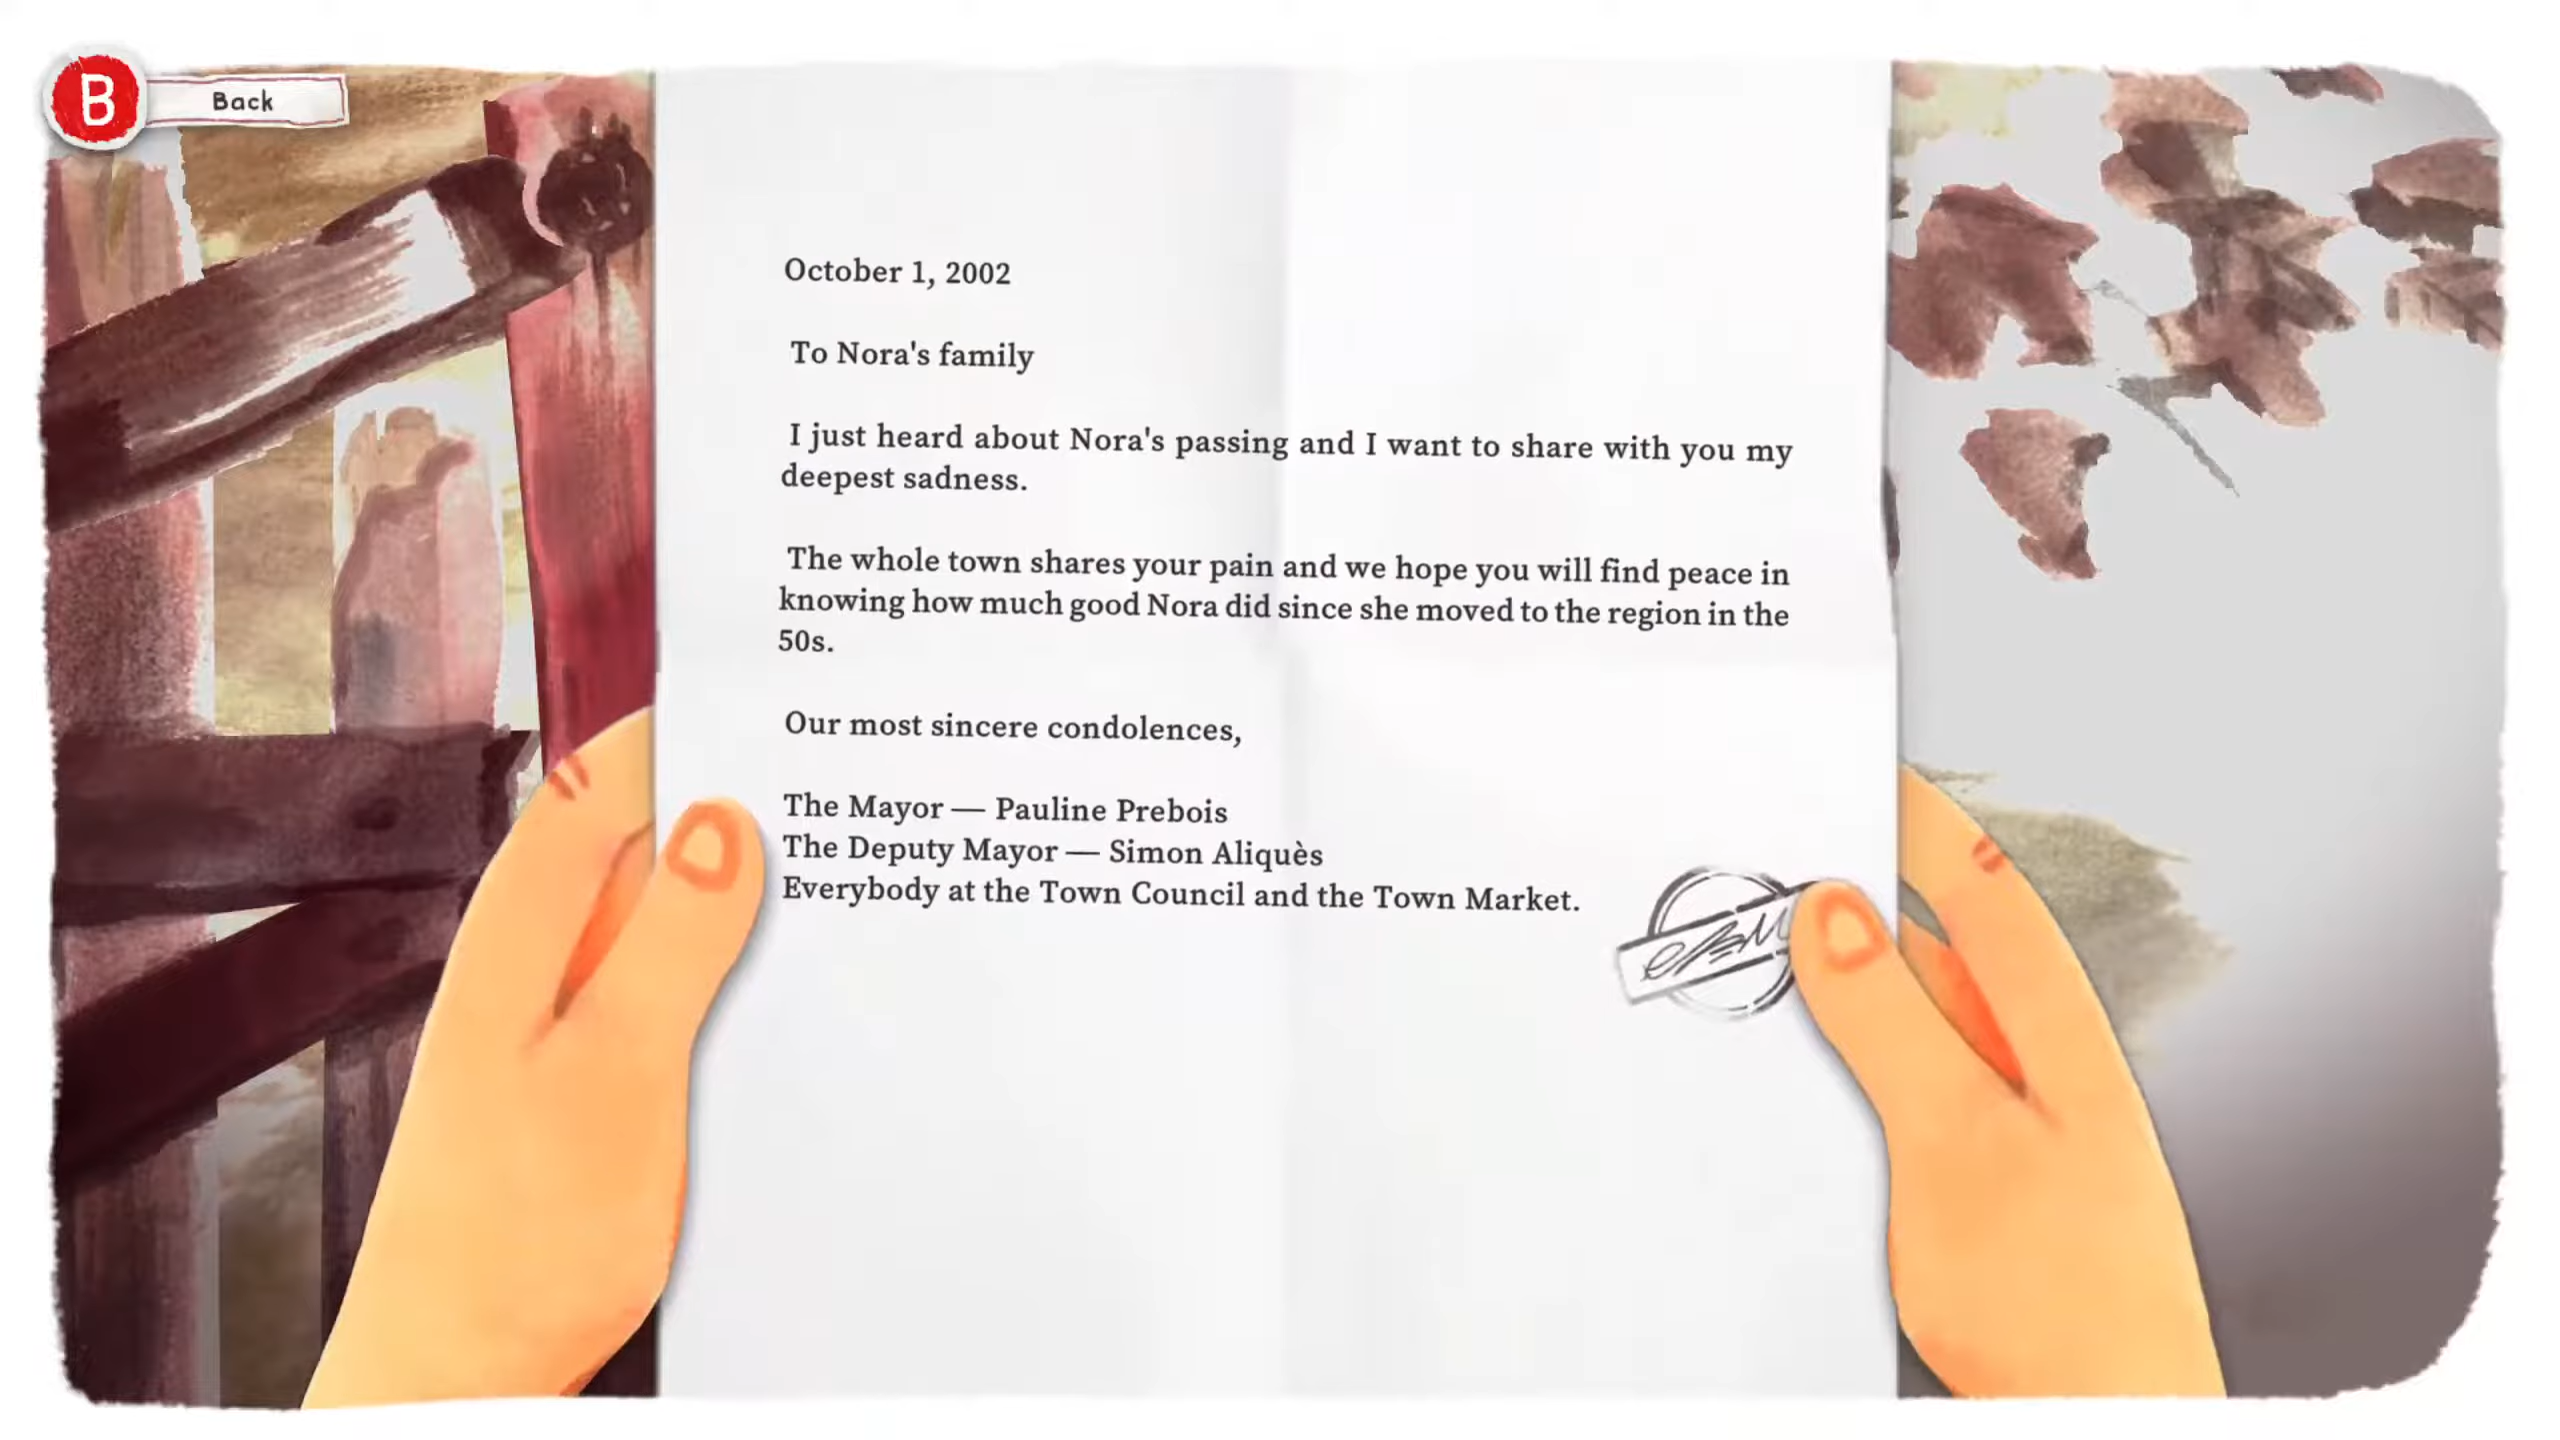 B
Back
October 1, 2002
To Nora's family
I just heard about Nora's passing and I want to share with you my
deepest sadness.
The whole town shares your pain and we hope you will find peace in
knowing how much good Nora did since she moved to the region in the
50s.
Our most sincere condolences,
The Mayor — Pauline Prebois
The Deputy Mayor — Simon Aliquès
Everybody at the Town Council and the Town Market.